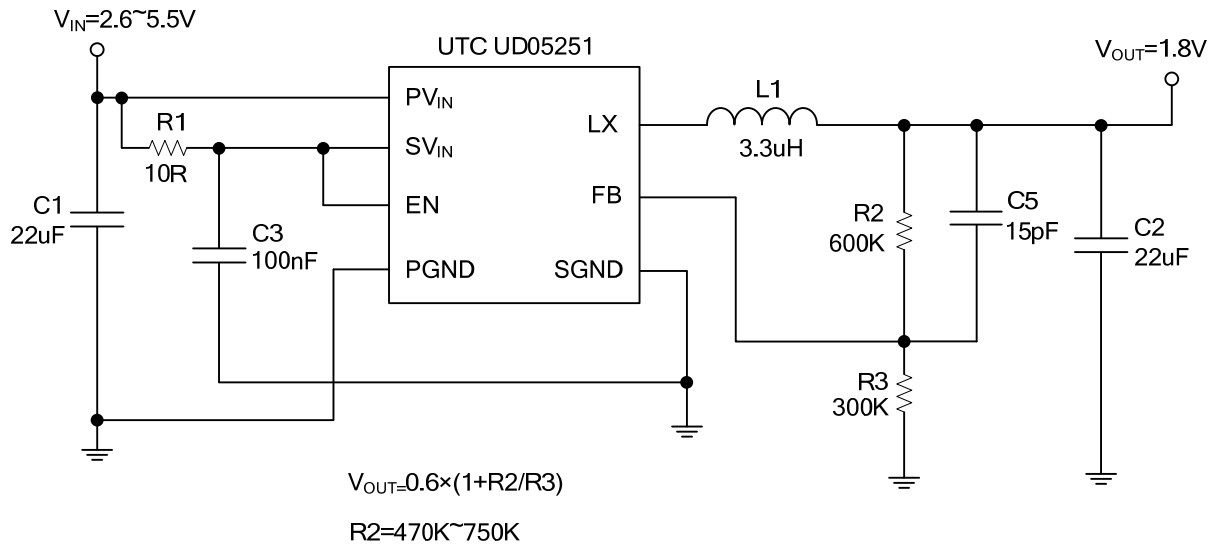 VIN=2.6~5.5V
UTC UD05251
VOUT=1.8V
PVIN
R1
10R
SVIN
LX
L1
3.3uH
EN
FB
C1
22uF
C3
100nF
R2
600K
C5
15pF
C2
22uF
PGND
SGND
R3
300K
VOUT=0.6×(1+R2/R3)
R2=470K~750K